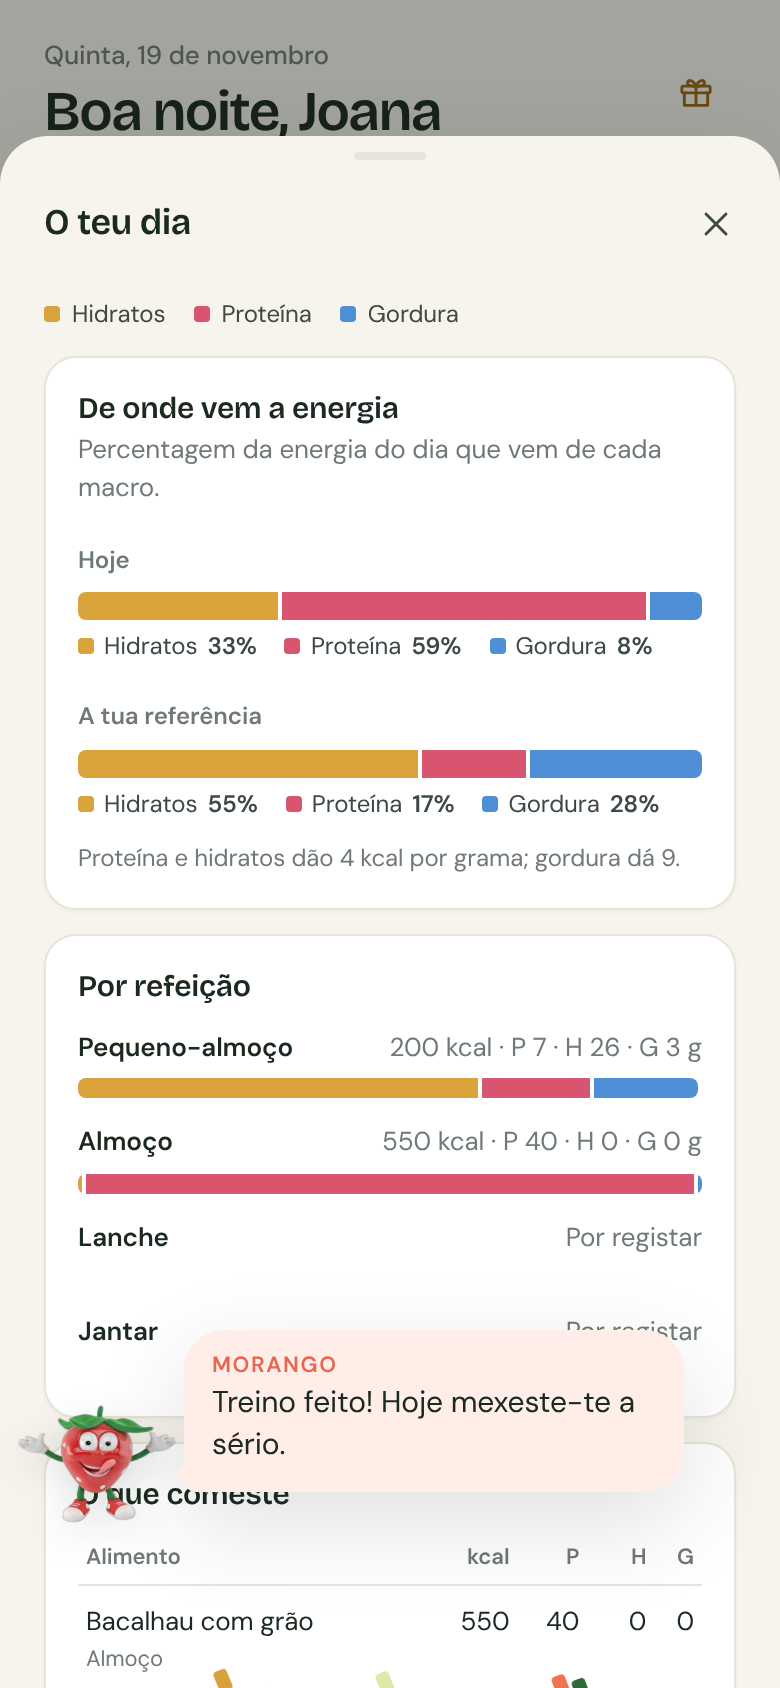 Quinta, 19 de novembro
Boa noite, Joana
O teu dia
Hidratos Proteína Gordura
De onde vem a energia
Percentagem da energia do dia que vem de cada
macro.
Hoje
Hidratos 33% Proteína 59% Gordura 8%
A tua referência
Hidratos 55% Proteína 17% Gordura 28%
Proteína e hidratos dão 4 kcal por grama; gordura dá 9.
Por refeição
Pequeno-almoço 200 kcal · P 7 · H 26 · G 3 g
Almoço 550 kcal · P 40 · H 0 · G 0 g
Lanche Por registar
Jantar Por registar
MORANGO
Treino feito! Hoje mexeste-te a
sério.
O que comeste
Alimento kcal P H G
Bacalhau com grão 550 40 0 0
Almoço